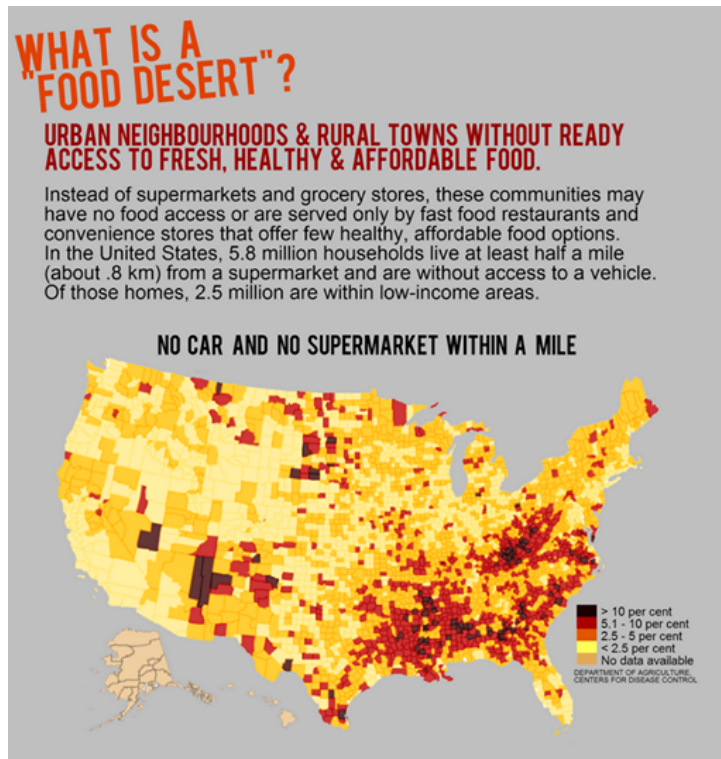 WHAT IS A
"FOOD DESERT"?
URBAN NEIGHBOURHOODS & RURAL TOWNS WITHOUT READY
ACCESS TO FRESH, HEALTHY & AFFORDABLE FOOD.
Instead of supermarkets and grocery stores, these communities may
have no food access or are served only by fast food restaurants and
convenience stores that offer few healthy, affordable food options.
In the United States, 5.8 million households live at least half a mile
(about .8 km) from a supermarket and are without access to a vehicle.
Of those homes, 2.5 million are within low-income areas.
NO CAR AND NO SUPERMARKET WITHIN A MILE
> 10 per cent
5.1 - 10 per cent
2.5 - 5 per cent
< 2.5 per cent
No data available
DEPARTMENT OF AGRICULTURE,
CENTERS FOR DISEASE CONTROL